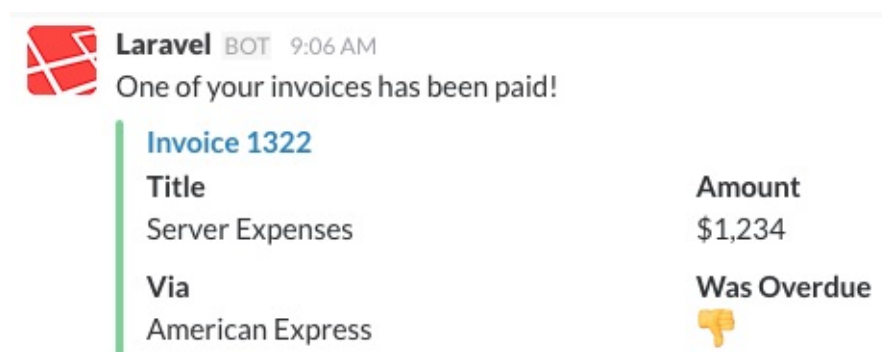 Laravel BOT 9:06 AM
One of your invoices has been paid!
Invoice 1322
Title Amount
Server Expenses $1,234
Via Was Overdue
American Express 👎